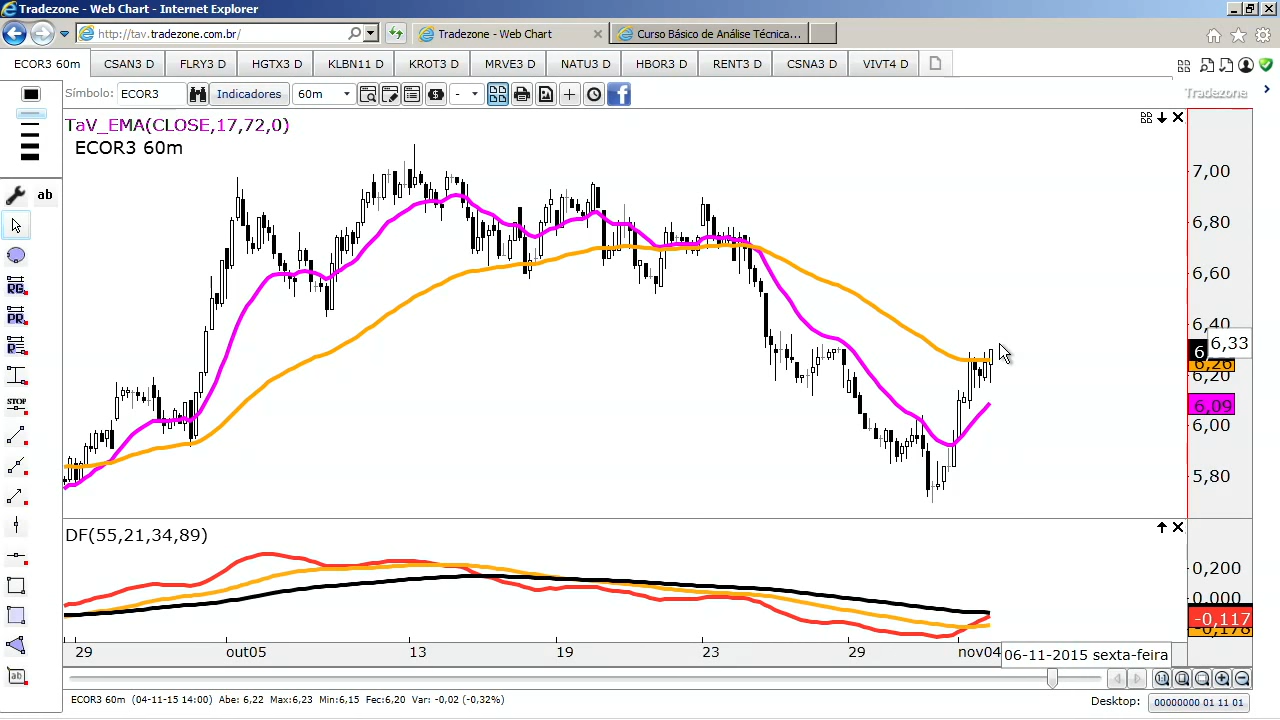 Tradezone - Web Chart - Internet Explorer
http://tav.tradezone.com.br/
Tradezone - Web Chart
Curso Básico de Análise Técnica...
ECOR3 60m CSAN3 D FLRY3 D HGTX3 D KLBN11 D KROT3 D MRVE3 D NATU3 D HBOR3 D RENT3 D CSNA3 D VIVT4 D
Símbolo: ECOR3 Indicadores 60m - Tradezone
TaV_EMA(CLOSE,17,72,0)
ECOR3 60m
ab
RG
PR
P
STOP
ab
7,00
6,80
6,60
6,40
6,33
6,26
6,20
6,09
6,00
5,80
DF(55,21,34,89)
0,200
0,000
-0,117
-0,178
29 out05 13 19 23 29 nov04
06-11-2015 sexta-feira
ECOR3 60m (04-11-15 14:00) Abe: 6,22 Max:6,23 Min:6,15 Fec:6,20 Var: -0,02 (-0,32%)
Desktop: 00000000 01 11 01